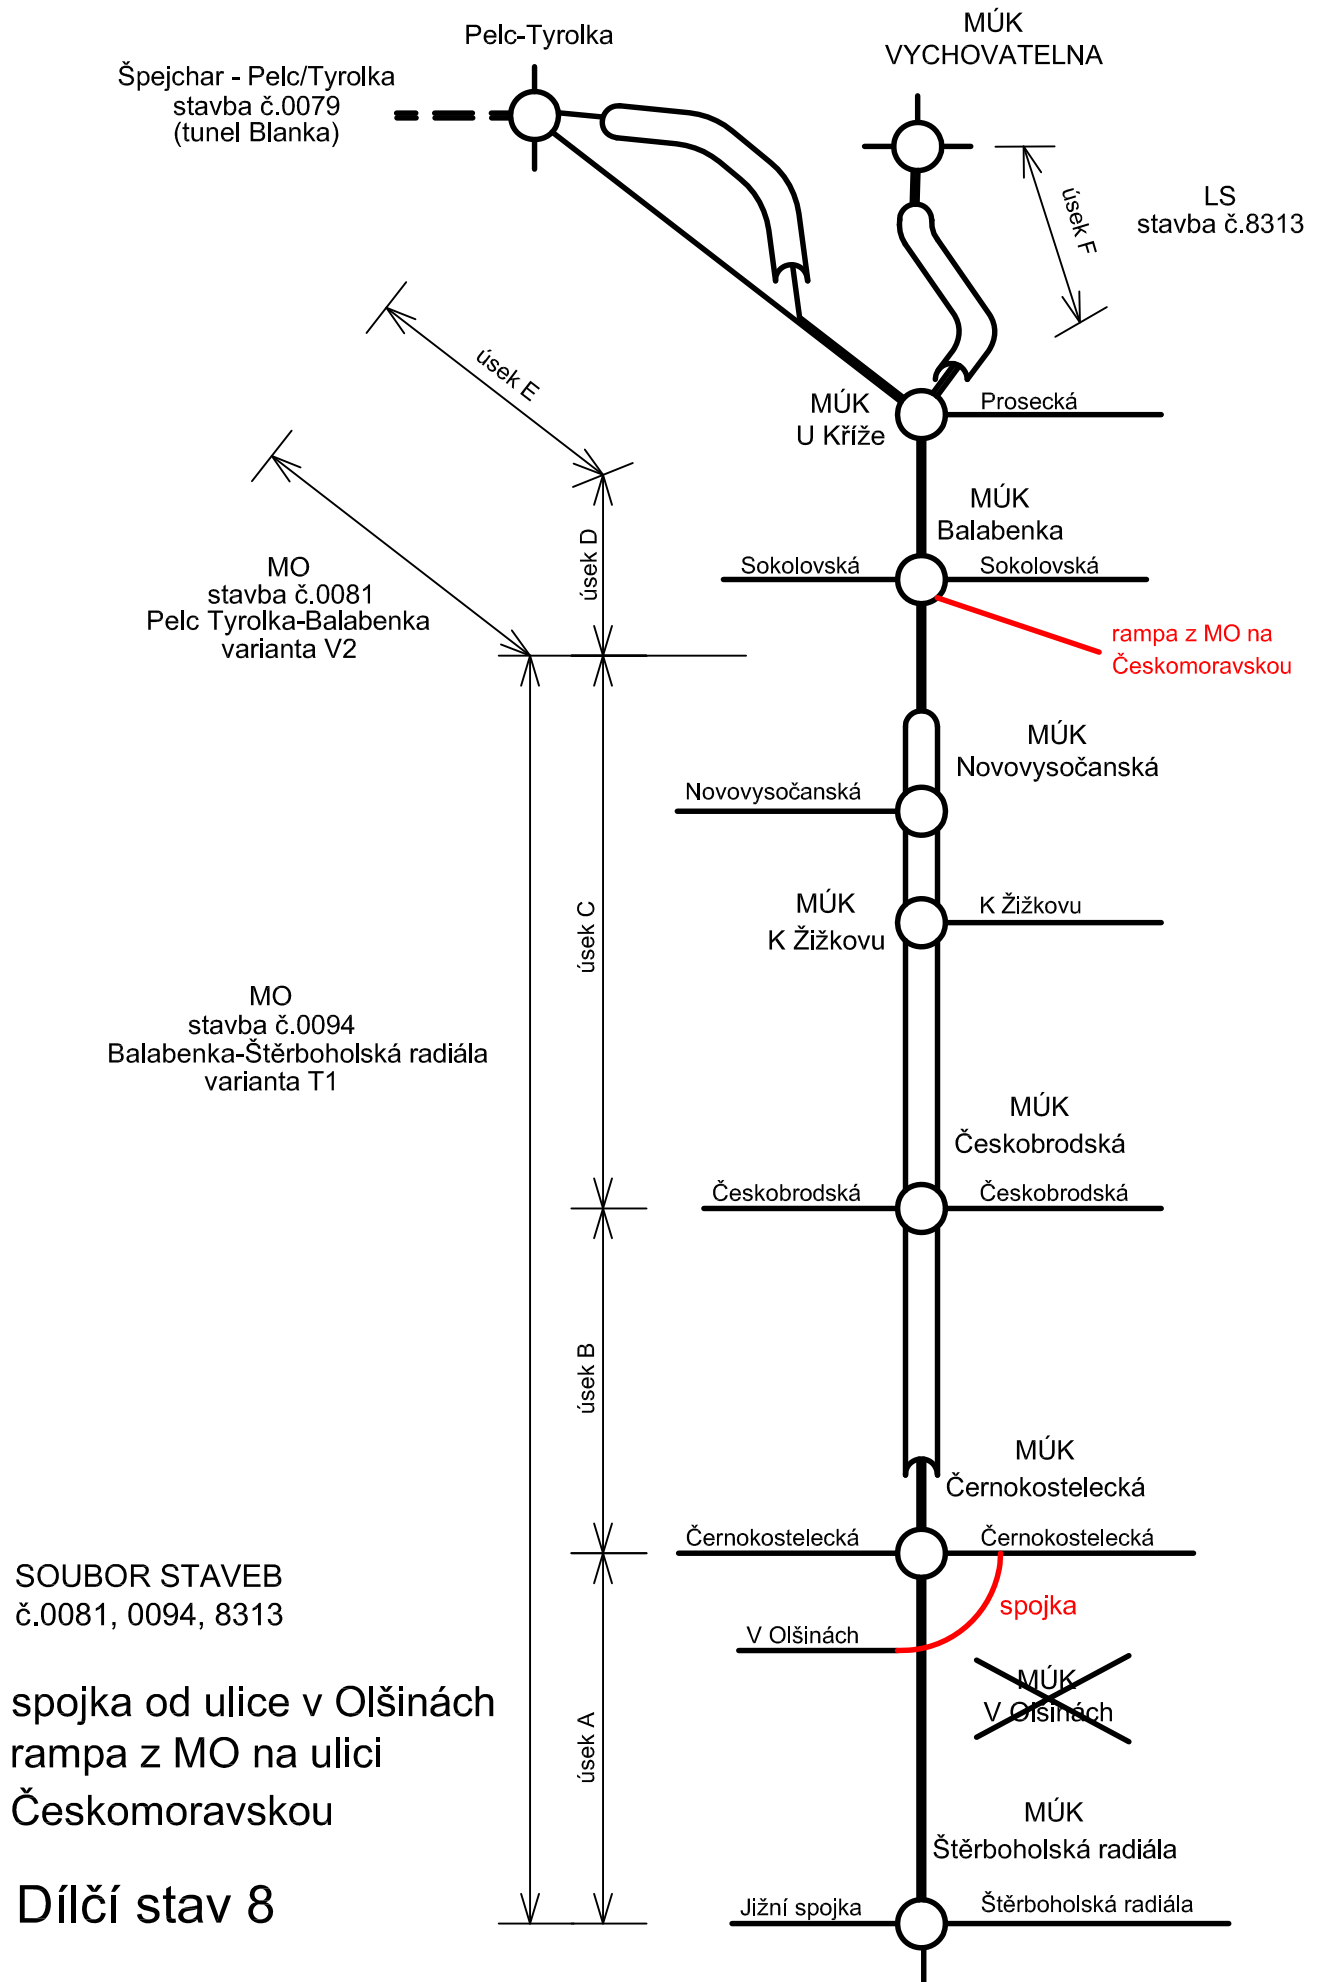 Pelc-Tyrolka
MÚK
VYCHOVATELNA
Špejchar - Pelc/Tyrolka
stavba č.0079
(tunel Blanka)
úsek F
LS
stavba č.8313
úsek E
MÚK
U Kříže
Prosecká
MÚK
Balabenka
Sokolovská
Sokolovská
úsek D
MO
stavba č.0081
Pelc Tyrolka-Balabenka
varianta V2
rampa z MO na
Českomoravskou
MÚK
Novovysočanská
Novovysočanská
MÚK
K Žižkovu
K Žižkovu
úsek C
MO
stavba č.0094
Balabenka-Štěrboholská radiála
varianta T1
MÚK
Českobrodská
Českobrodská
Českobrodská
úsek B
MÚK
Černokostelecká
Černokostelecká
Černokostelecká
SOUBOR STAVEB
č.0081, 0094, 8313
spojka
V Olšinách
MÚK
V Olšinách
spojka od ulice v Olšinách
rampa z MO na ulici
Českomoravskou
úsek A
MÚK
Štěrboholská radiála
Dílčí stav 8
Jižní spojka
Štěrboholská radiála